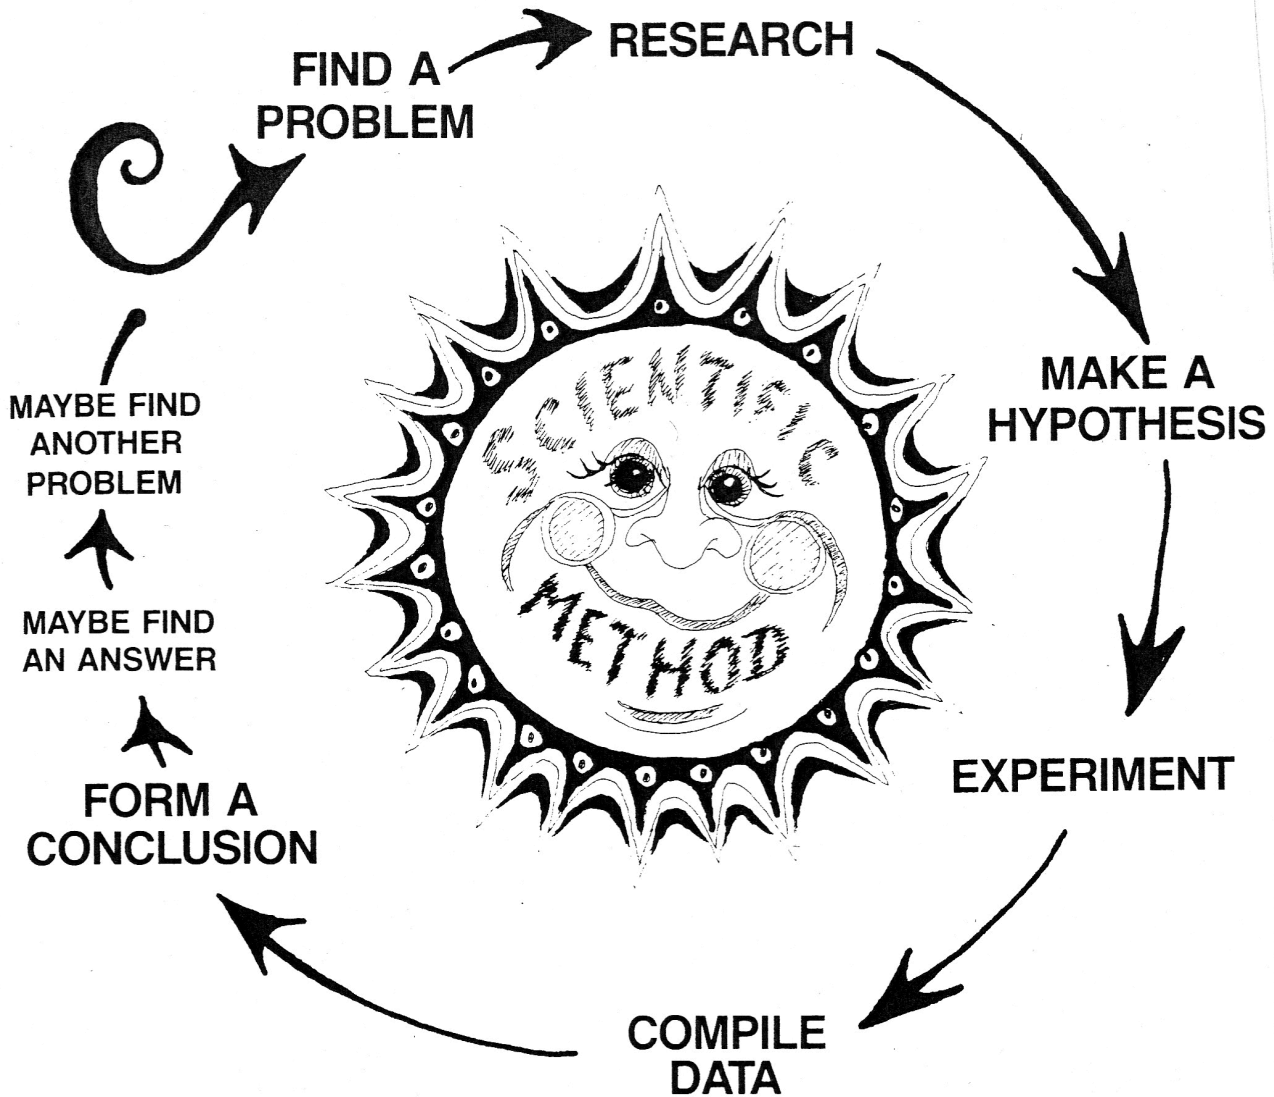 FIND A
PROBLEM
RESEARCH
MAKE A
HYPOTHESIS
EXPERIMENT
COMPILE
DATA
FORM A
CONCLUSION
MAYBE FIND
AN ANSWER
MAYBE FIND
ANOTHER
PROBLEM
SCIENTIFIC
METHOD